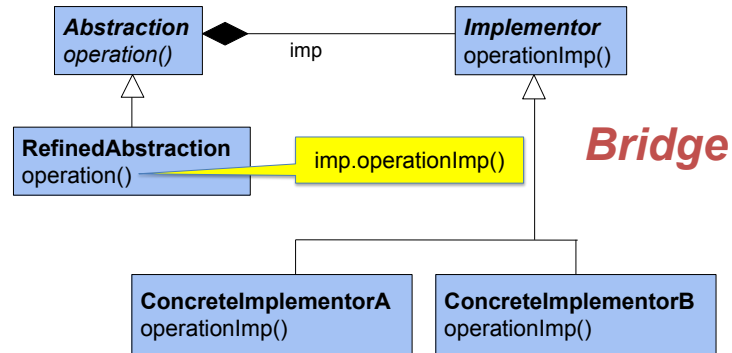 Abstraction
operation()
imp
Implementor
operationImp()
RefinedAbstraction
operation()
imp.operationImp()
Bridge
ConcreteImplementorA
operationImp()
ConcreteImplementorB
operationImp()